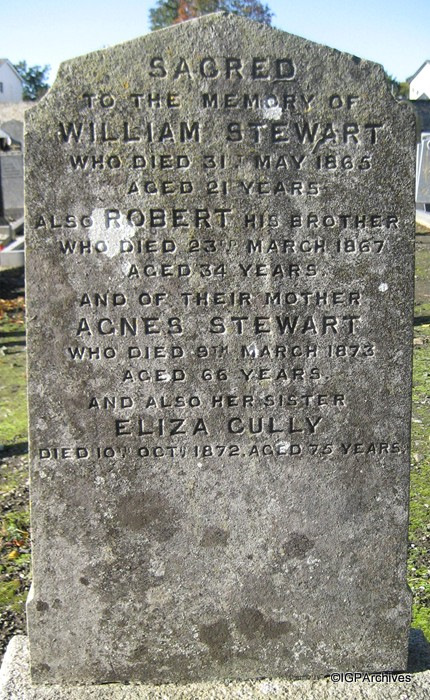 SACRED
TO THE MEMORY OF
WILLIAM STEWART
WHO DIED 31ST MAY 1865
AGED 21 YEARS
ALSO ROBERT HIS BROTHER
WHO DIED 23RD MARCH 1867
AGED 34 YEARS.
AND OF THEIR MOTHER
AGNES STEWART
WHO DIED 9TH MARCH 1873
AGED 66 YEARS.
AND ALSO HER SISTER
ELIZA GULLY
DIED 10TH OCT. 1872. AGED 75 YEARS.
©IGPArchives